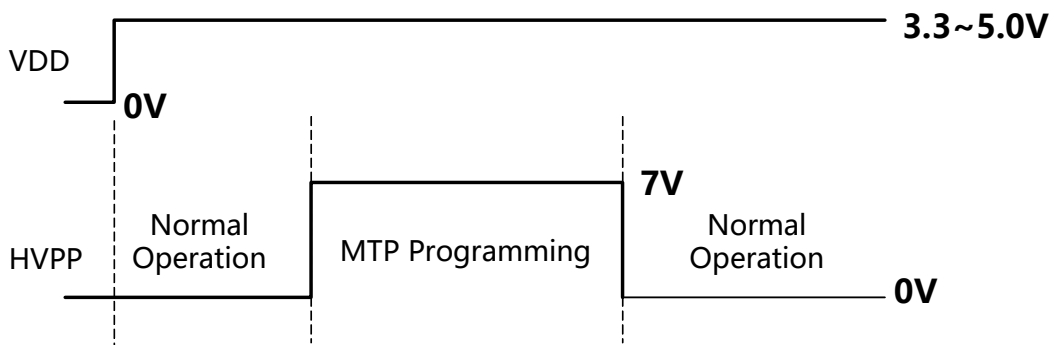 3.3~5.0V
VDD
0V
7V
Normal
Operation
MTP Programming
Normal
Operation
HVPP
0V